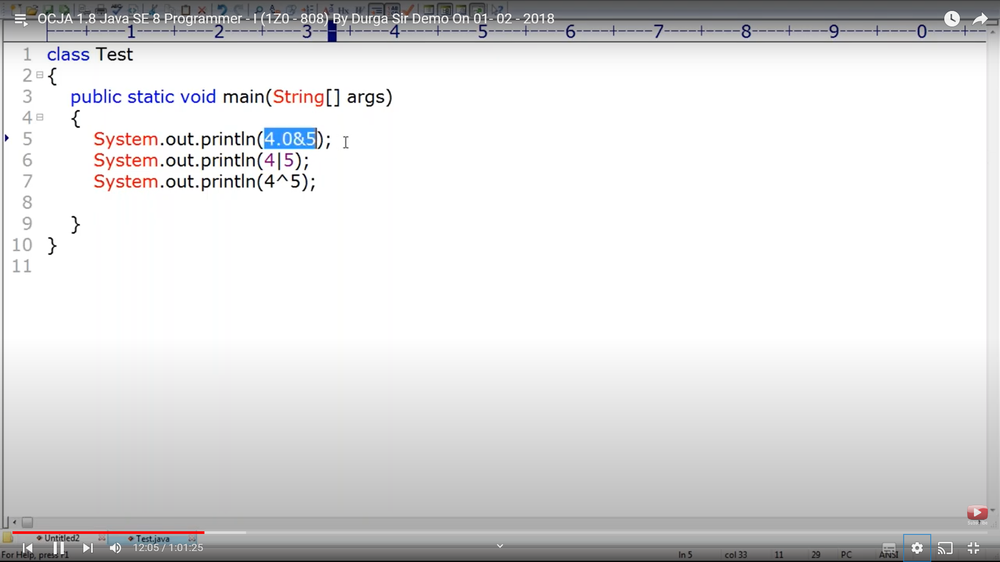 OCJA 1.8 Java SE 8 Programmer - I (1Z0 - 808) By Durga Sir Demo On 01- 02 - 2018
----+----1----+----2----+----3----+----4----+----5----+----6----+----7----+----8----+----9----+----0----+--
1 class Test
2 {
3 public static void main(String[] args)
4 {
5 System.out.println(4.0&5);
6 System.out.println(4|5);
7 System.out.println(4^5);
8
9 }
10 }
11
Subscribe
Untitled2 Test.java
12:05 / 1:01:25
For Help, press F1 ln 5 col 33 11 29 PC ANSI